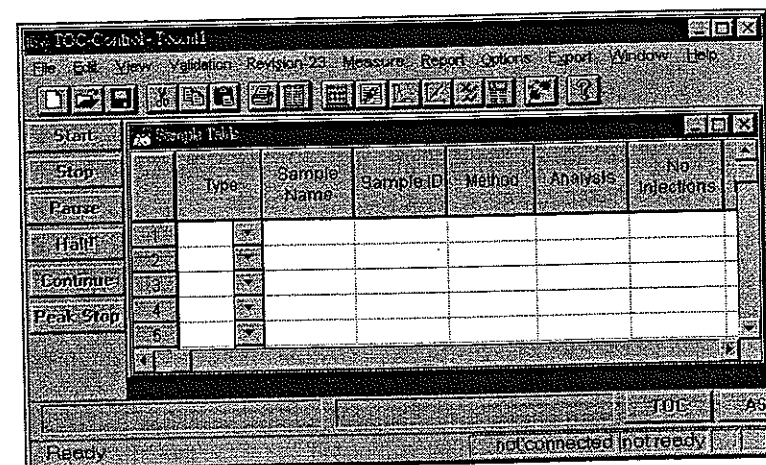 TOC-Control - Toconl1
File Edit View Validation Revision-23 Measure Report Options Export Window Help
Start
Sample Table
Stop
Pause
Halt!
Continue
Peak Stop
Type Sample Name Sample ID Method Analysis No Injections
1
2
3
4
5
TOC AS
Ready not connected not ready